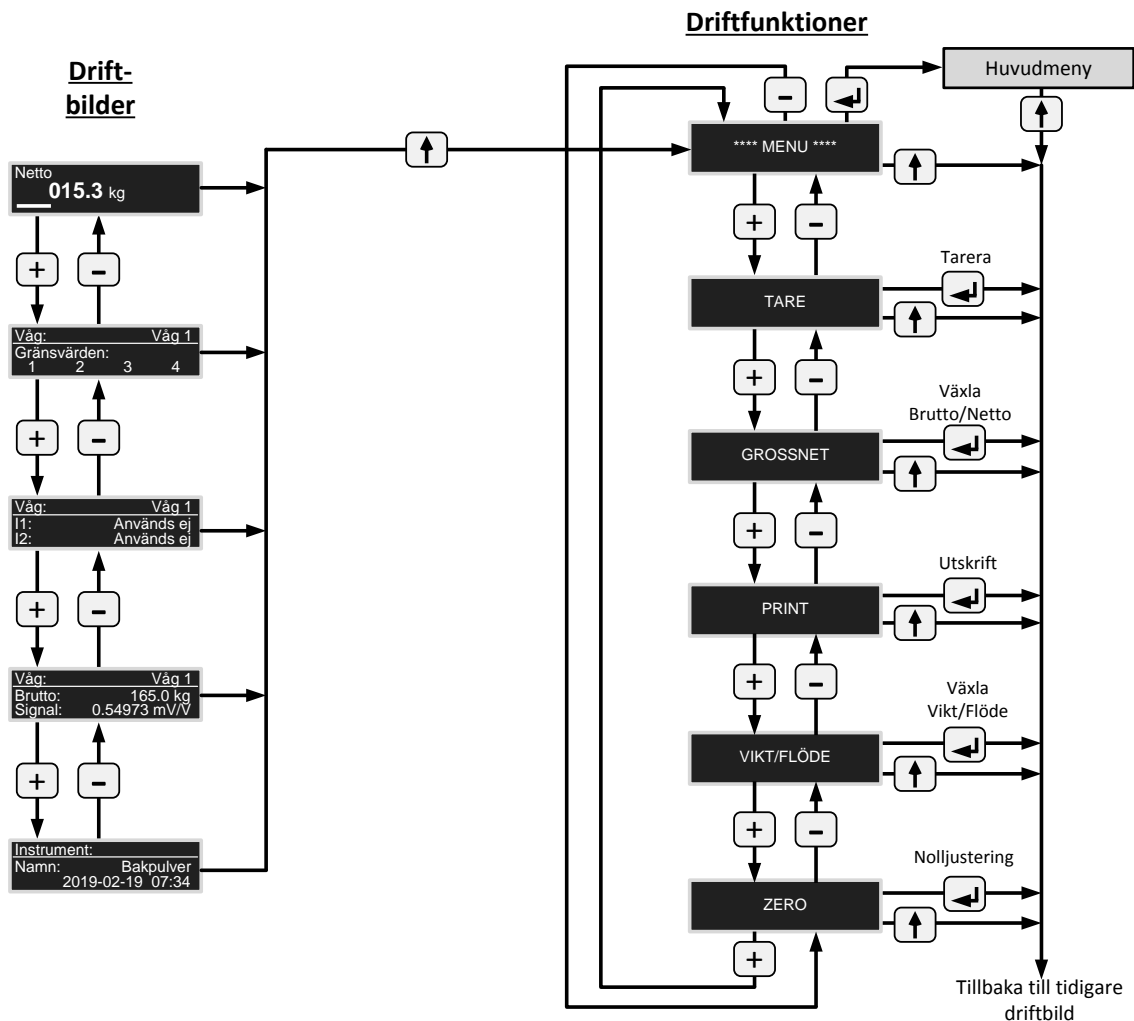 Driftfunktioner
Drift-
bilder
Netto
015.3 kg
+
-
Våg: Våg 1
Gränsvärden:
1 2 3 4
+
-
Våg: Våg 1
I1: Används ej
I2: Används ej
+
-
Våg: Våg 1
Brutto: 165.0 kg
Signal: 0.54973 mV/V
+
-
Instrument:
Namn: Bakpulver
2019-02-19 07:34
-
Huvudmeny
**** MENU ****
+
-
Tarera
TARE
+
-
Växla
Brutto/Netto
GROSSNET
+
-
Utskrift
PRINT
+
-
Växla
Vikt/Flöde
VIKT/FLÖDE
+
-
Nolljustering
ZERO
+
Tillbaka till tidigare
driftbild